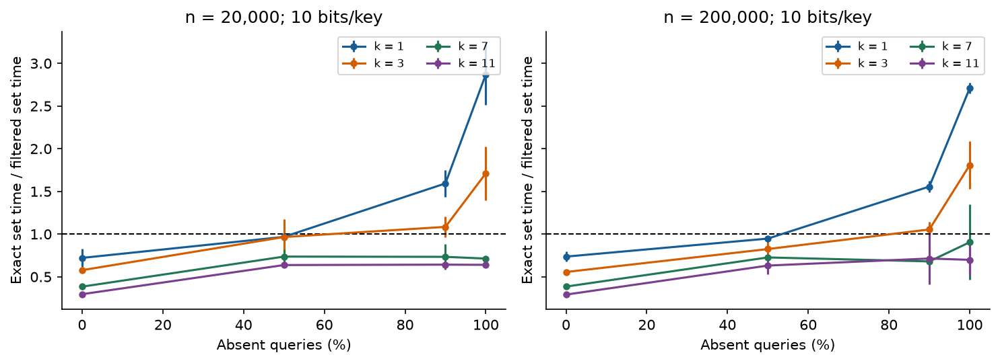 n = 20,000; 10 bits/key
Exact set time / filtered set time
3.0
2.5
2.0
1.5
1.0
0.5
k = 1
k = 3
k = 7
k = 11
0
20
40
60
80
100
Absent queries (%)
n = 200,000; 10 bits/key
Exact set time / filtered set time
k = 1
k = 3
k = 7
k = 11
0
20
40
60
80
100
Absent queries (%)